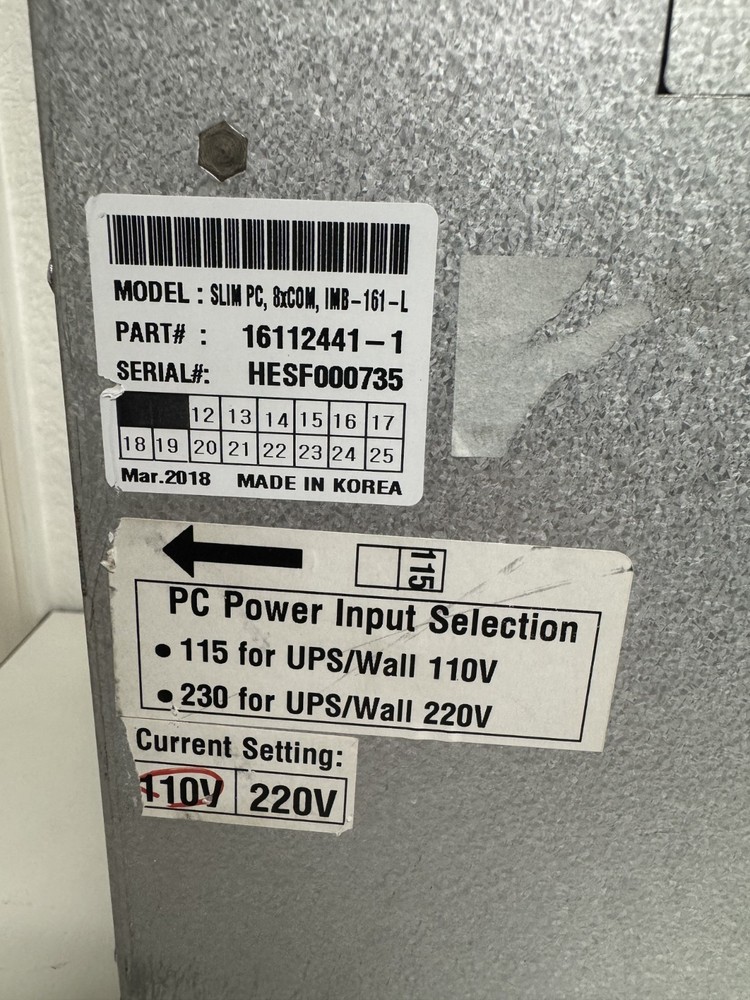 MODEL : SLIM PC, 8xCOM, IMB-161-L
PART# : 16112441-1
SERIAL#: HESF000735
12 13 14 15 16 17
18 19 20 21 22 23 24 25
Mar.2018 MADE IN KOREA
115
PC Power Input Selection
• 115 for UPS/Wall 110V
• 230 for UPS/Wall 220V
Current Setting:
110V 220V